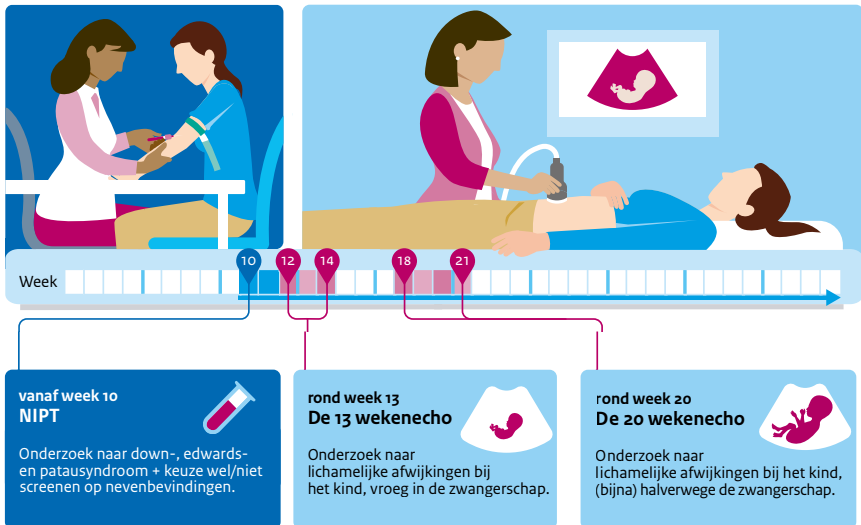 Week
10
12
14
18
21
vanaf week 10
NIPT
Onderzoek naar down-, edwards-
en patausyndroom + keuze wel/niet
screenen op nevenbevindingen.
rond week 13
De 13 wekenecho
Onderzoek naar
lichamelijke afwijkingen bij
het kind, vroeg in de zwangerschap.
rond week 20
De 20 wekenecho
Onderzoek naar
lichamelijke afwijkingen bij het kind,
(bijna) halverwege de zwangerschap.